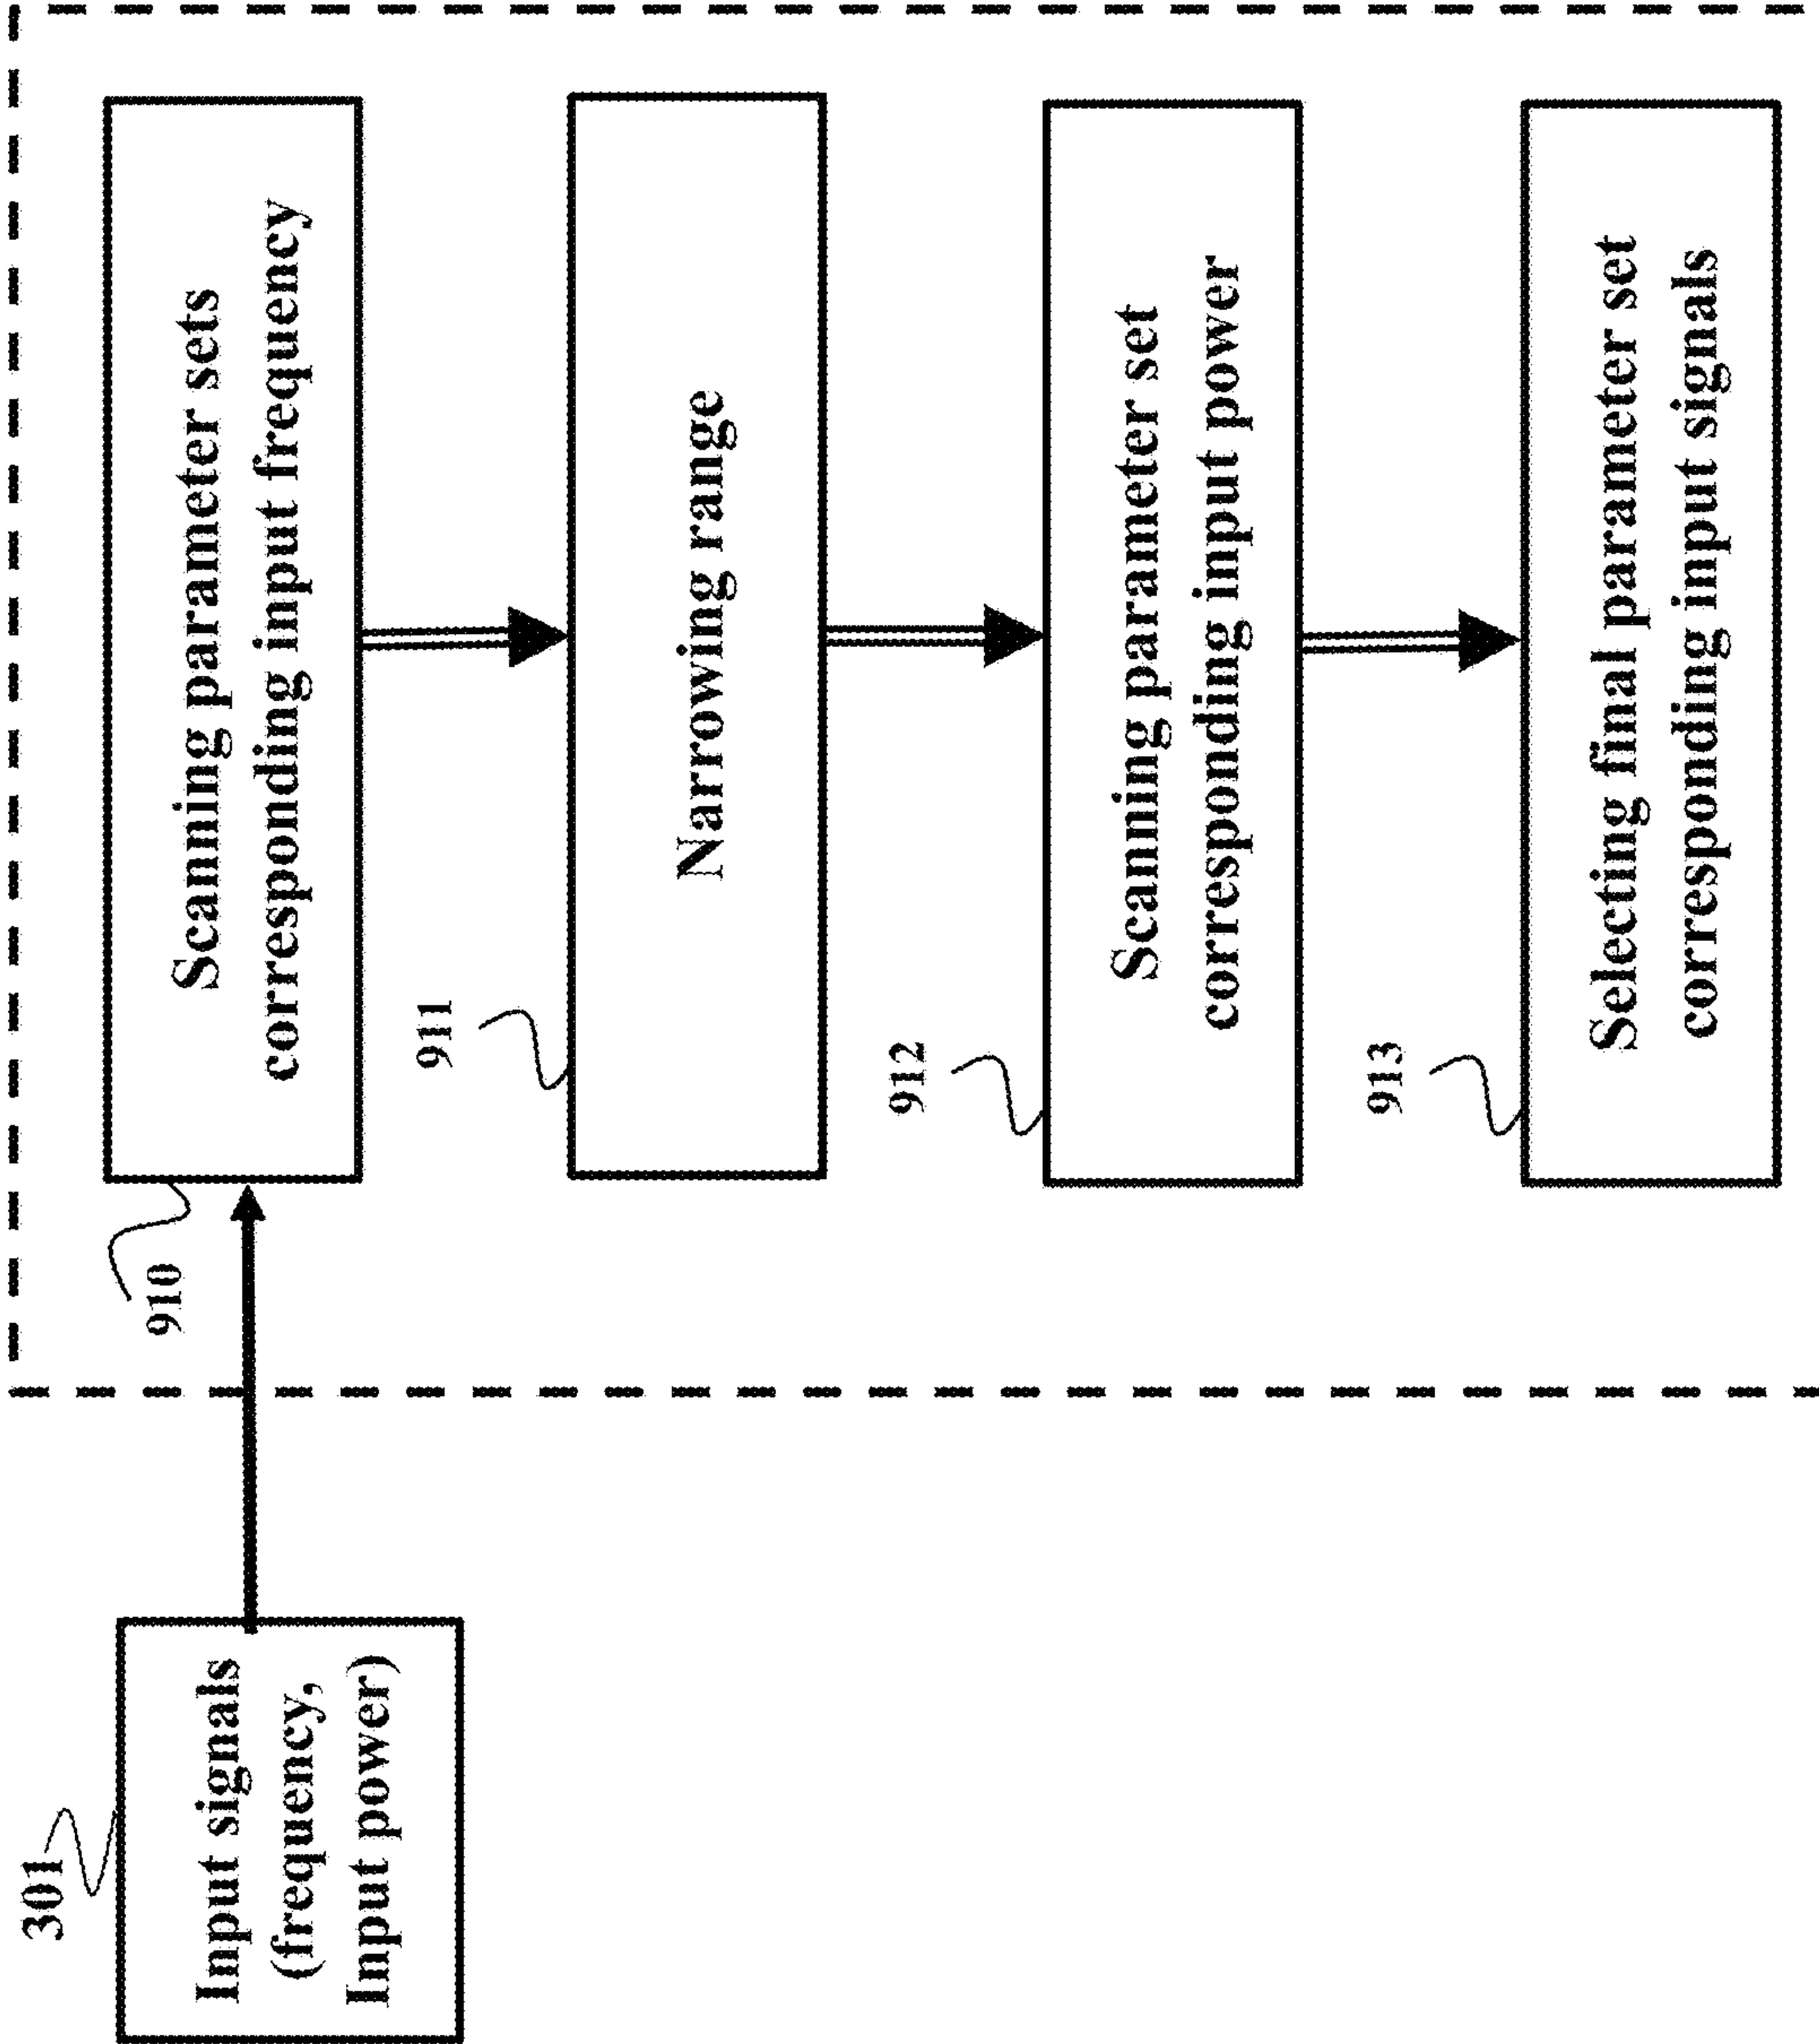 301
Input signals
(frequency,
Input power)
910
Scanning parameter sets
corresponding input frequency
911
Narrowing range
912
Scanning parameter set
corresponding input power
913
Selecting final parameter set
corresponding input signals